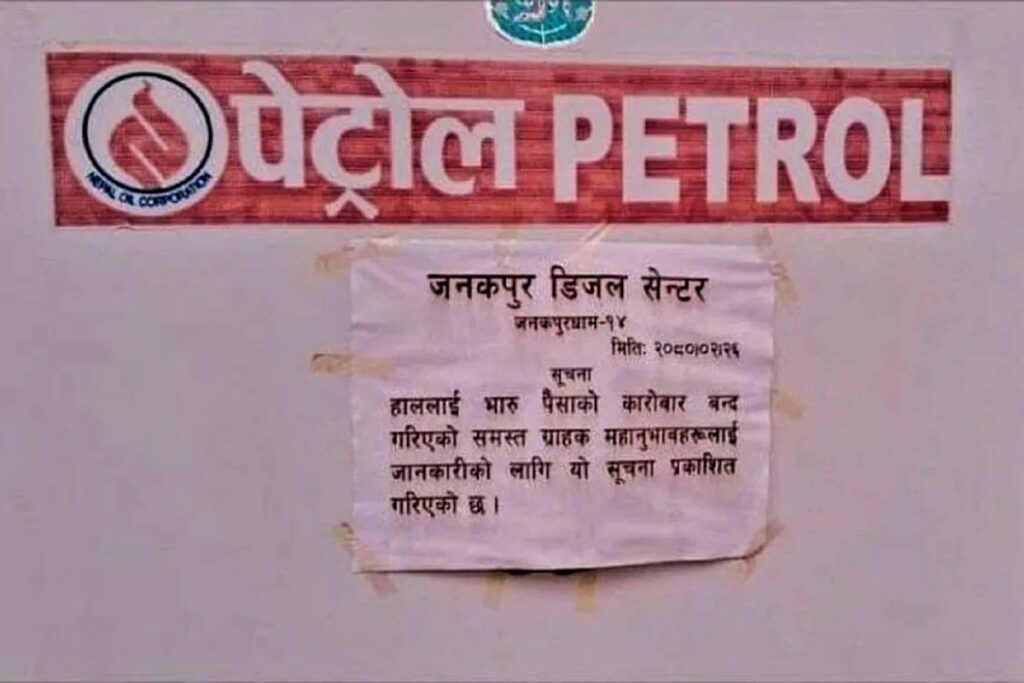 पेट्रोल PETROL
NEPAL OIL CORPORATION
जनकपुर डिजल सेन्टर
जनकपुरधाम-१४
मितिः २०८०।०२।२६
सूचना
हाललाई भारु पैसाको कारोबार बन्द
गरिएको समस्त ग्राहक महानुभावहरूलाई
जानकारीको लागि यो सूचना प्रकाशित
गरिएको छ ।